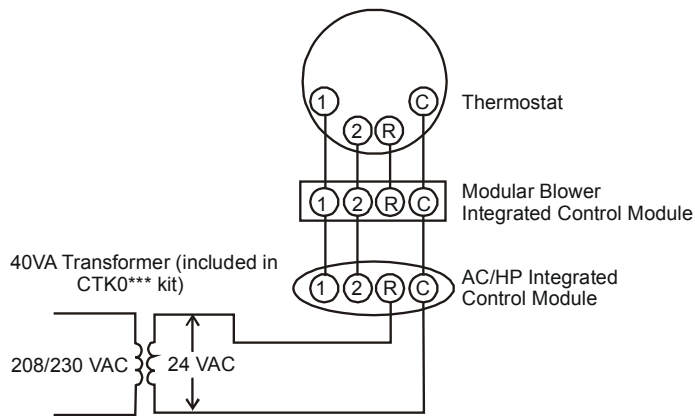 1 C
2 R
Thermostat
1 2 R C
Modular Blower
Integrated Control Module
40VA Transformer (included in
CTK0*** kit)
1 2 R C
AC/HP Integrated
Control Module
208/230 VAC
24 VAC